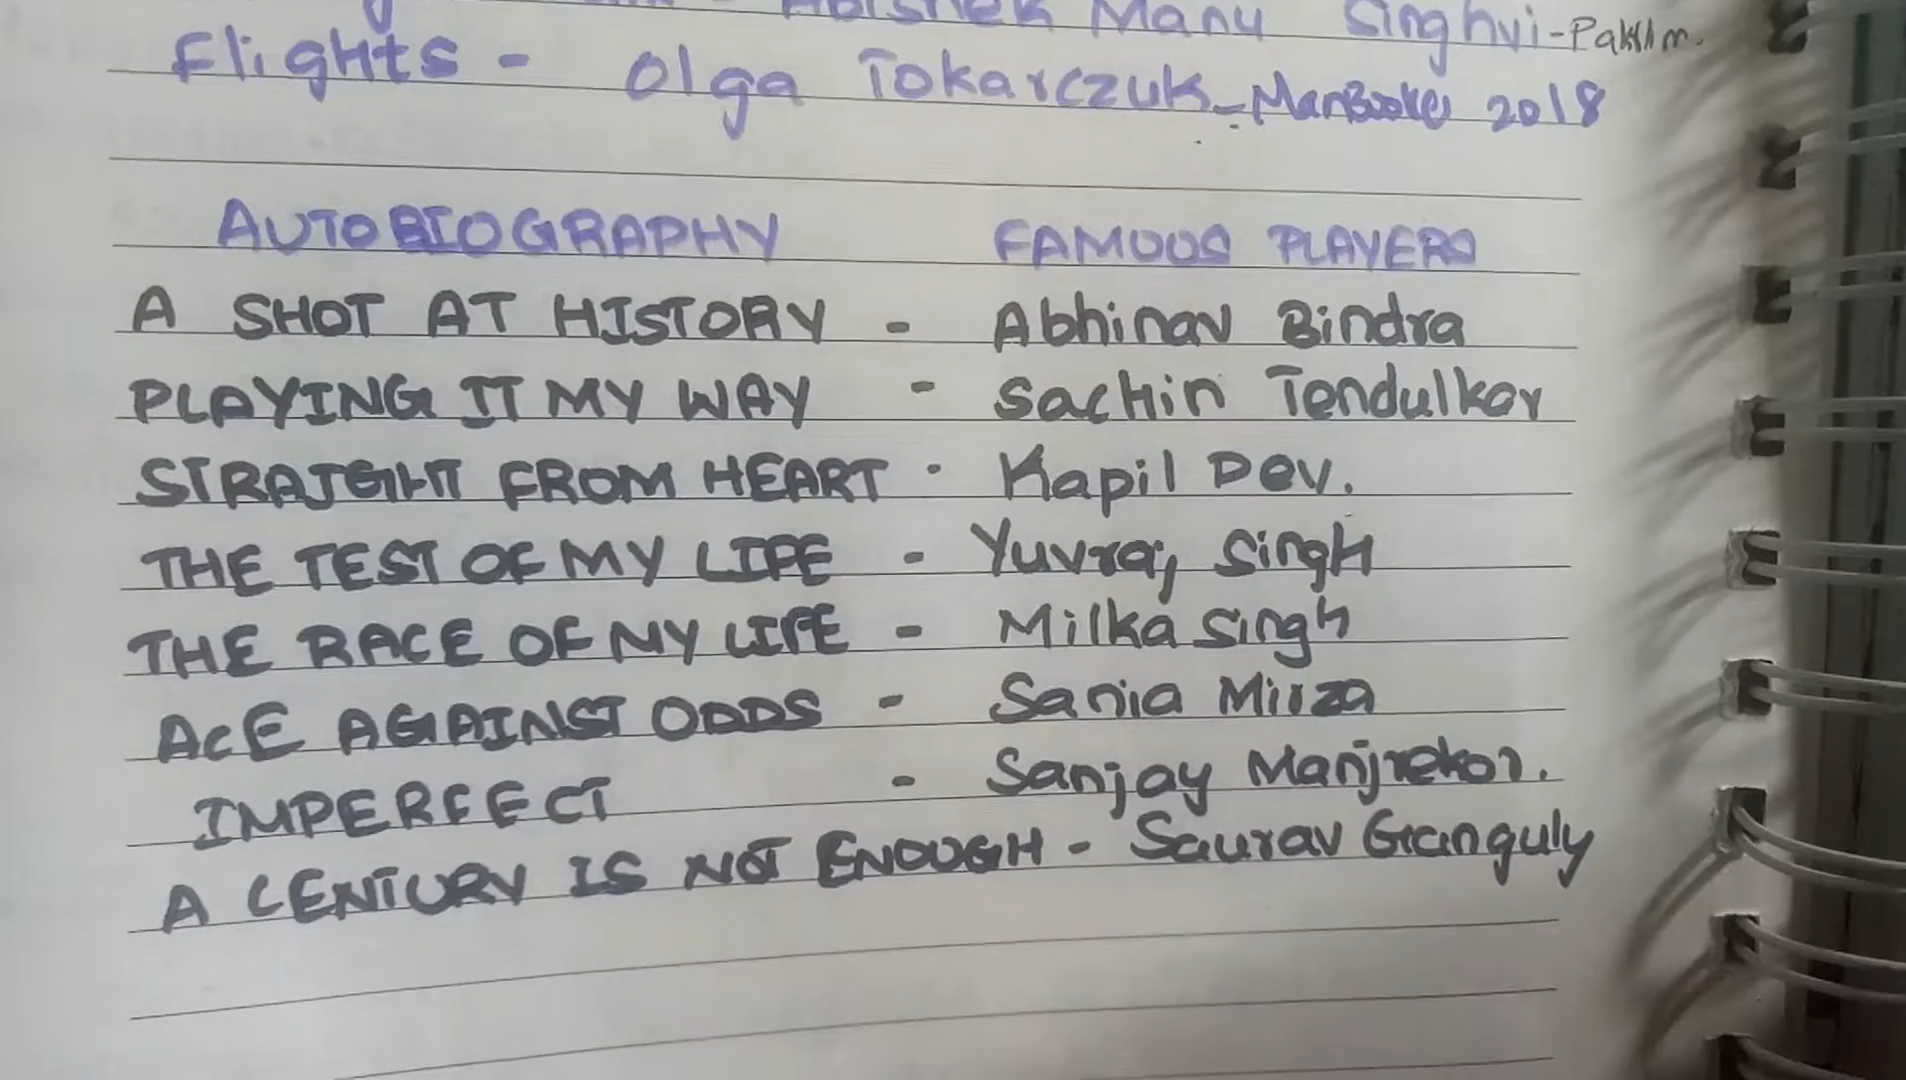 Manu Singhvi-
Flights - Olga Tokarczuk - ManBooker 2018
AUTOBIOGRAPHY FAMOUS PLAYERS
A SHOT AT HISTORY - Abhinav Bindra
PLAYING IT MY WAY - Sachin Tendulkar
STRAIGHT FROM HEART - Kapil Dev.
THE TEST OF MY LIFE - Yuvraj Singh
THE RACE OF MY LIFE - Milka Singh
ACE AGAINST ODDS - Sania Mirza
IMPERFECT - Sanjay Manjrekar.
A CENTURY IS NOT ENOUGH - Saurav Ganguly